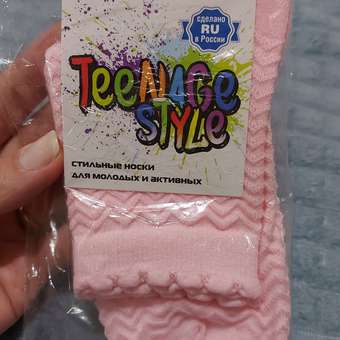 сделано
RU
в России
TeeNAGe
STYLe
СТИЛЬНЫЕ НОСКИ
ДЛЯ МОЛОДЫХ И АКТИВНЫХ